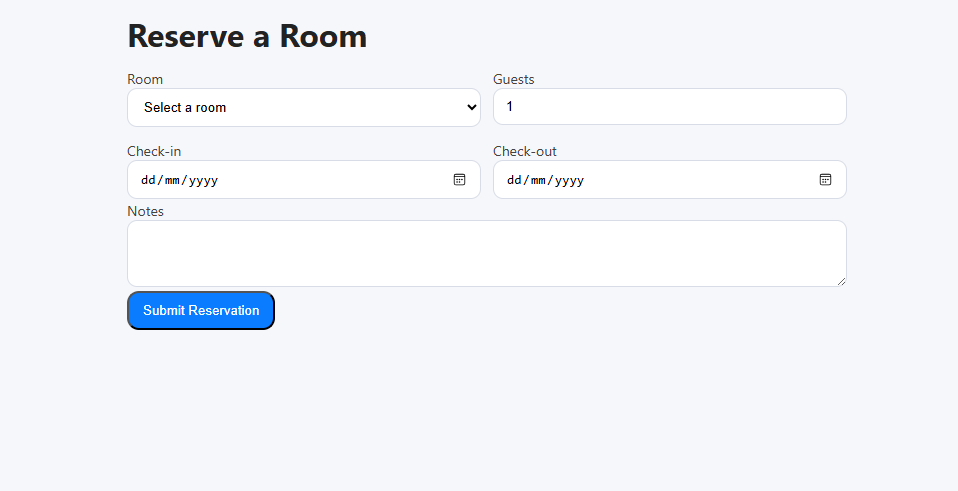 Reserve a Room
Room Guests
Select a room 1
Check-in Check-out
dd/mm/yyyy dd/mm/yyyy
Notes
Submit Reservation